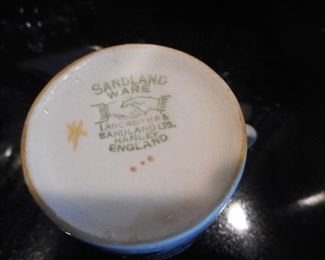 SANDLAND
WARE
LANCASTER &
SANDLAND LTD.
HANLEY
ENGLAND